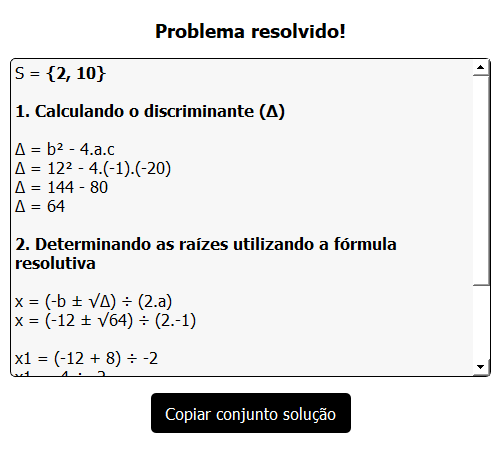 Problema resolvido!
S = {2, 10}
1. Calculando o discriminante (Δ)
Δ = b² - 4.a.c
Δ = 12² - 4.(-1).(-20)
Δ = 144 - 80
Δ = 64
2. Determinando as raízes utilizando a fórmula
resolutiva
x = (-b ± √Δ) ÷ (2.a)
x = (-12 ± √64) ÷ (2.-1)
x1 = (-12 + 8) ÷ -2
Copiar conjunto solução